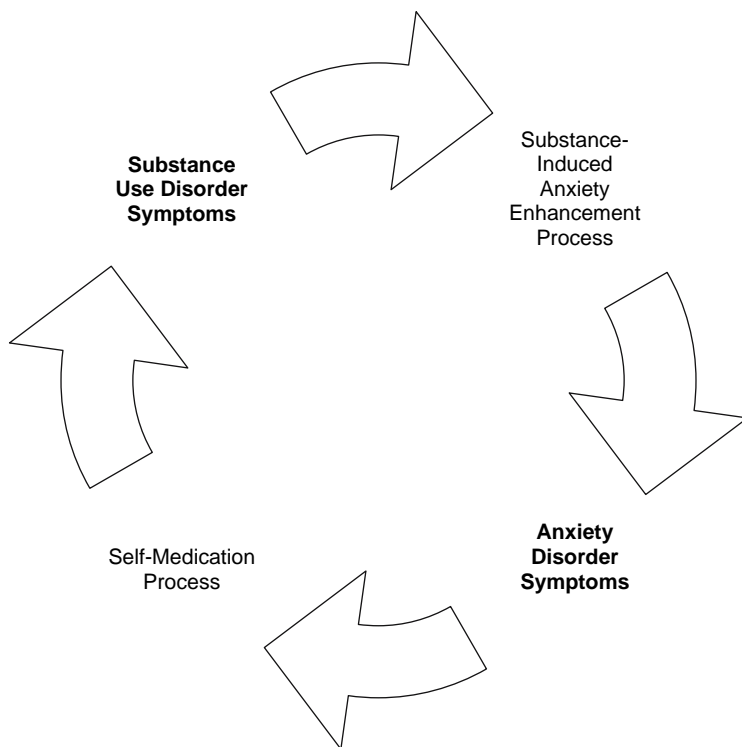 Substance
Use Disorder
Symptoms
Substance-
Induced
Anxiety
Enhancement
Process
Anxiety
Disorder
Symptoms
Self-Medication
Process